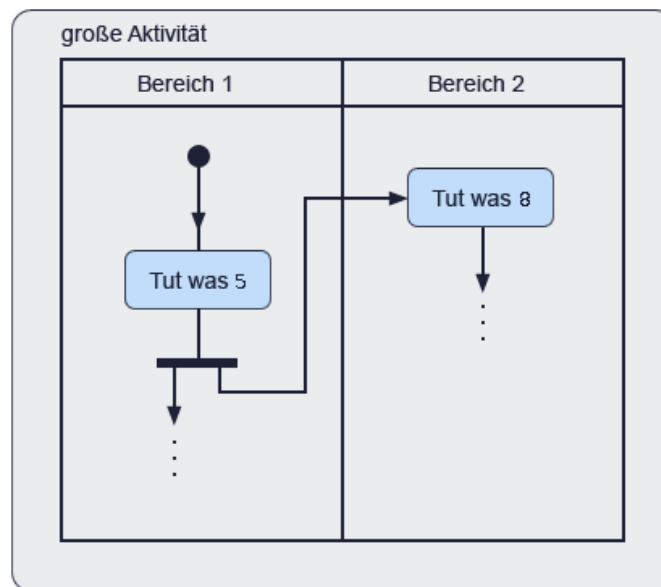 große Aktivität
Bereich 1
Bereich 2
Tut was 8
Tut was 5